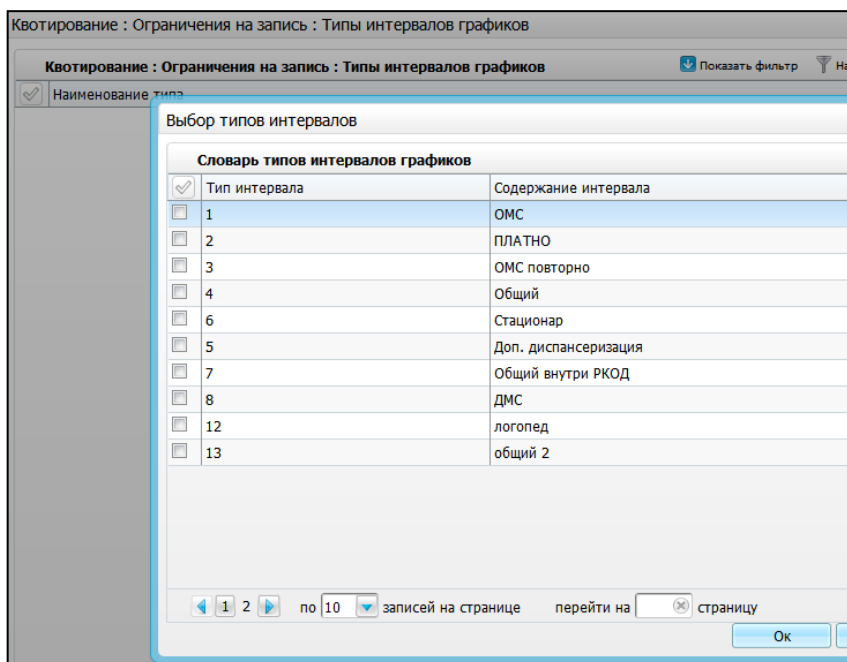 Квотирование : Ограничения на запись : Типы интервалов графиков
Квотирование : Ограничения на запись : Типы интервалов графиков Показать фильтр
Наименование типа
Выбор типов интервалов
Словарь типов интервалов графиков
Тип интервала Содержание интервала
1 ОМС
2 ПЛАТНО
3 ОМС повторно
4 Общий
6 Стационар
5 Доп. диспансеризация
7 Общий внутри РКОД
8 ДМС
12 логопед
13 общий 2
1 2 по 10 записей на странице перейти на страницу
Ок